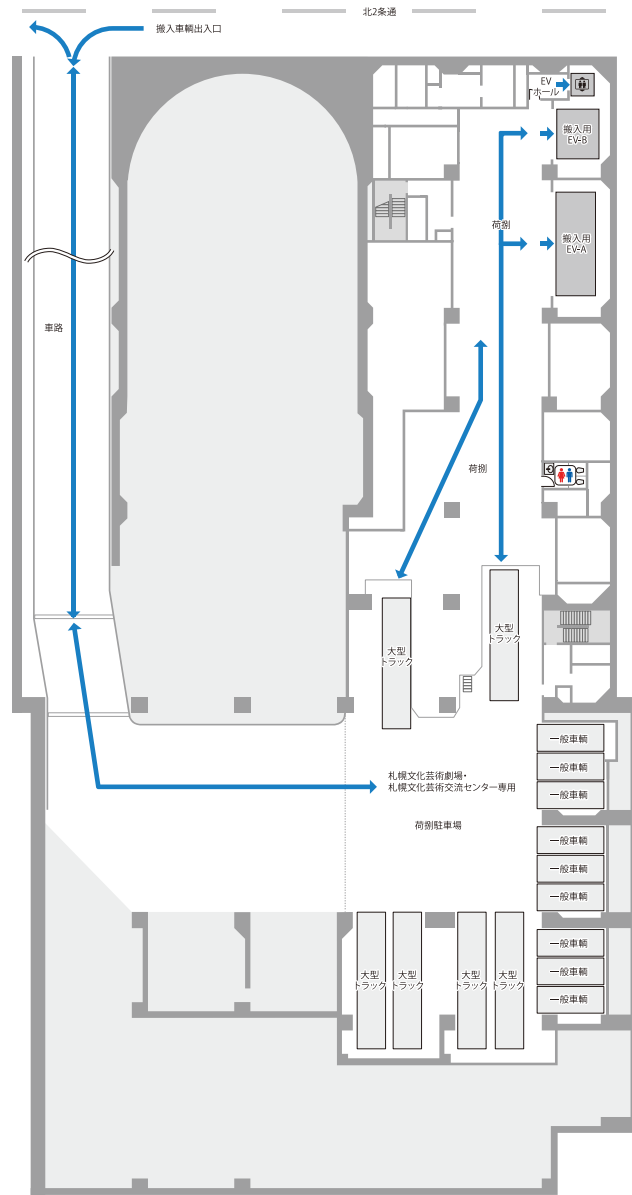 北2条通
搬入車輌出入口
EV
ホール
搬入用
EV-B
荷捌
搬入用
EV-A
車路
荷捌
大型
トラック
大型
トラック
一般車輌
一般車輌
一般車輌
札幌文化芸術劇場・
札幌文化芸術交流センター専用
荷捌駐車場
一般車輌
一般車輌
一般車輌
一般車輌
一般車輌
一般車輌
大型
トラック
大型
トラック
大型
トラック
大型
トラック